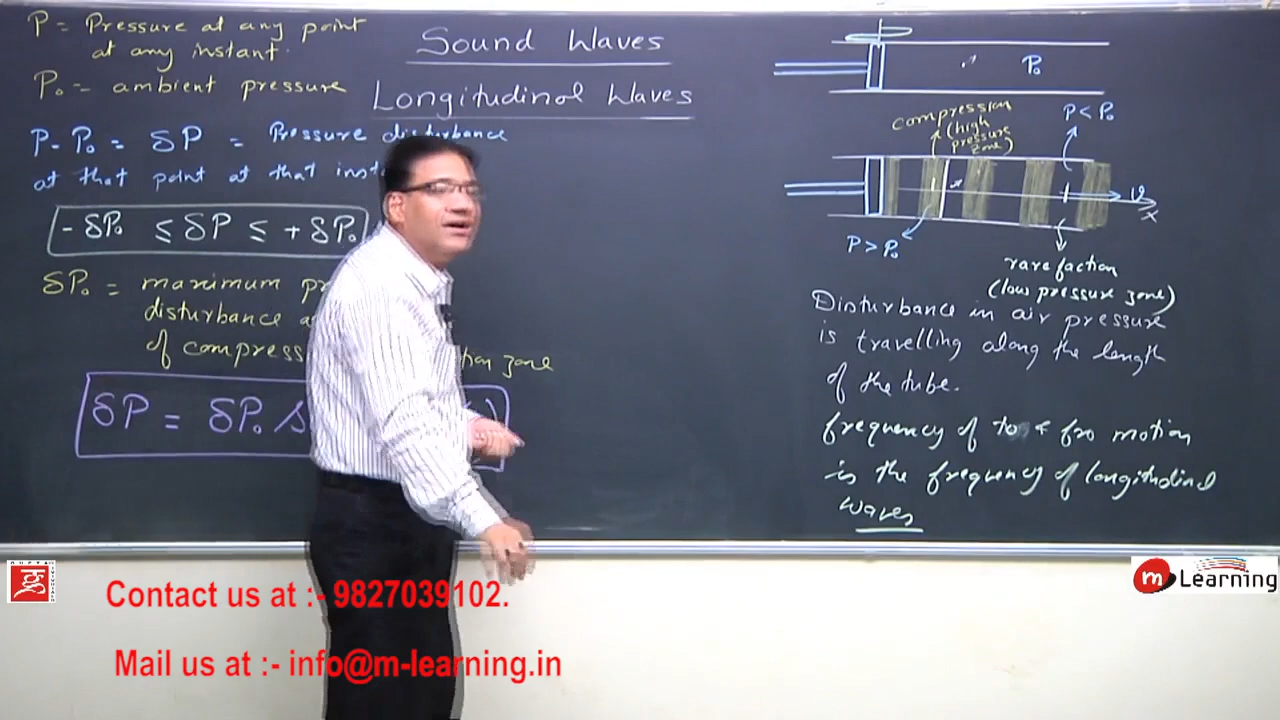 P = Pressure at any point
at any instant.
P₀ = ambient pressure
P - P₀ = δP = Pressure disturbance
at that point at that
- δP₀ ≤ δP ≤ + δP₀
δP₀ = maximum
disturbance
of zone
δP = δP₀
Sound Waves
Longitudinal Waves
P₀
compression
(high
pressure
zone)
P < P₀
v
x
P > P₀
rarefaction
(low pressure zone)
Disturbance in air pressure
is travelling along the length
of the tube.
frequency of to & fro motion
is the frequency of longitudinal
waves
GUPTA
m Learning
Contact us at :- 9827039102.
Mail us at :- info@m-learning.in